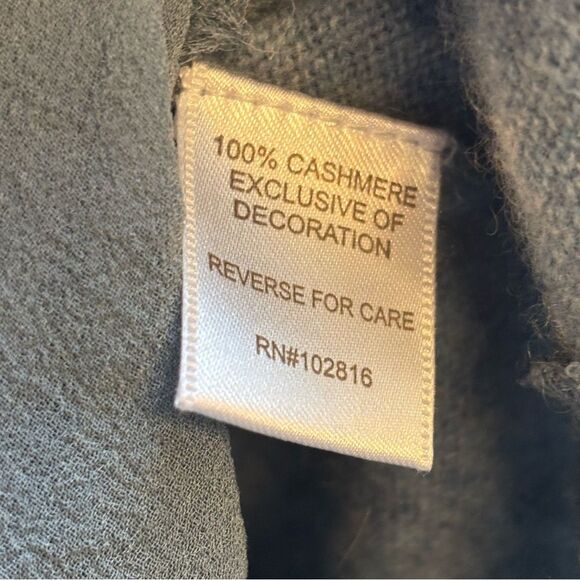 100% CASHMERE
EXCLUSIVE OF
DECORATION
REVERSE FOR CARE
RN#102816